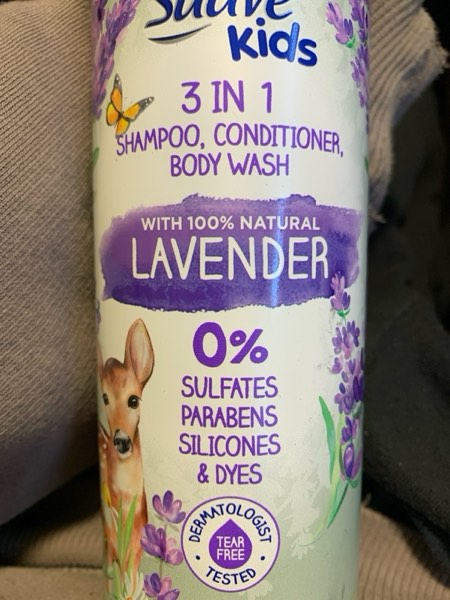 Suave
Kids
3 IN 1
SHAMPOO, CONDITIONER,
BODY WASH
WITH 100% NATURAL
LAVENDER
0%
SULFATES
PARABENS
SILICONES
& DYES
DERMATOLOGIST
TEAR
FREE
TESTED